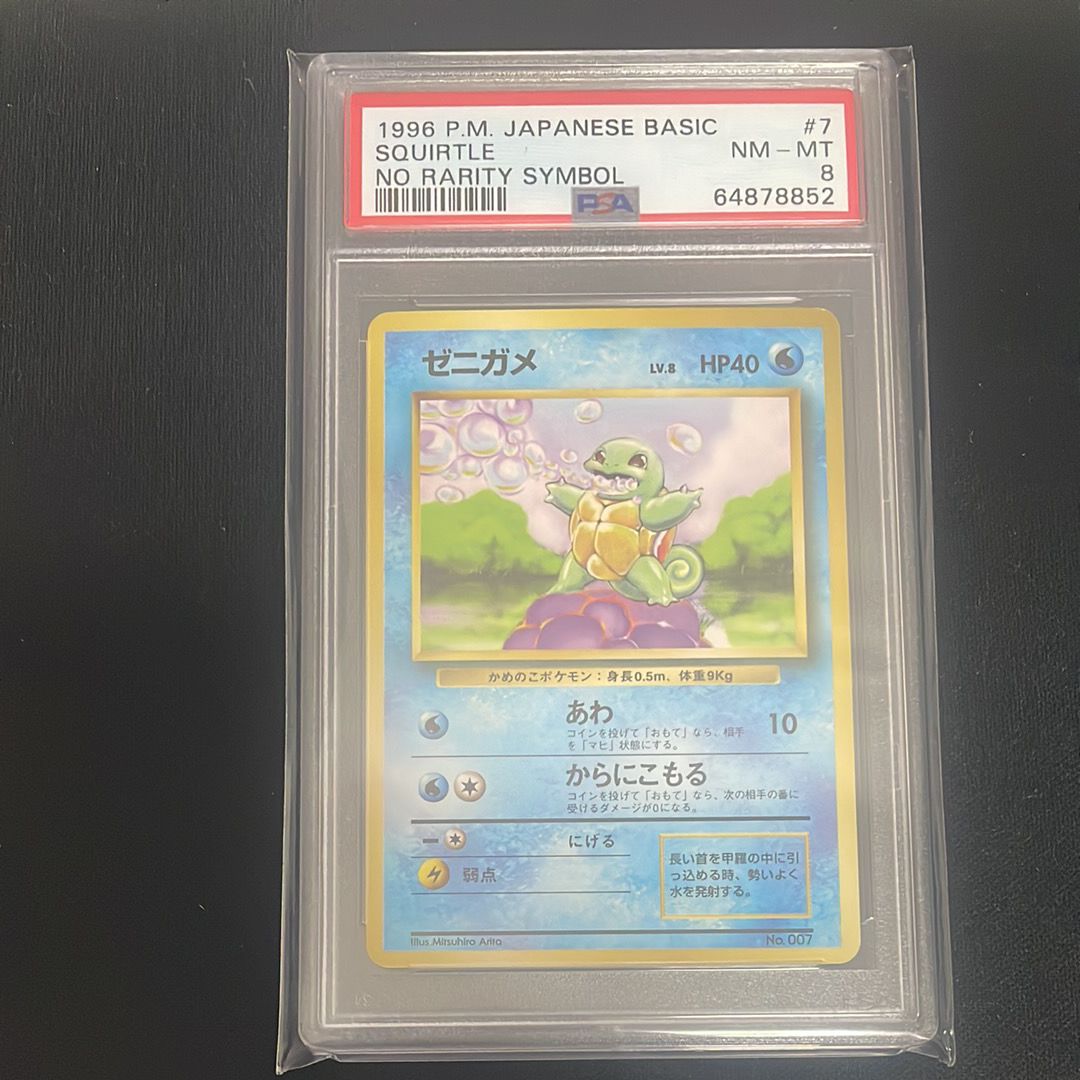 1996 P.M. JAPANESE BASIC #7
SQUIRTLE NM - MT
NO RARITY SYMBOL 8
PSA 64878852
ゼニガメ LV.8 HP40
かめのこポケモン：身長0.5m、体重9Kg
あわ 10
コインを投げて「おもて」なら、相手
を「マヒ」状態にする。
からにこもる
コインを投げて「おもて」なら、次の相手の番に
受けるダメージが0になる。
にげる
弱点
長い首を甲羅の中に引
っ込める時、勢いよく
水を発射する。
Illus. Mitsuhiro Arita No. 007